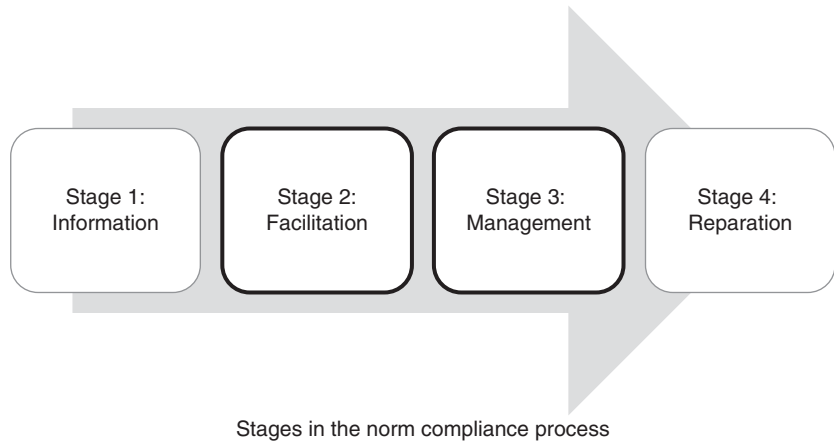 Stage 1:
Information
Stage 2:
Facilitation
Stage 3:
Management
Stage 4:
Reparation
Stages in the norm compliance process